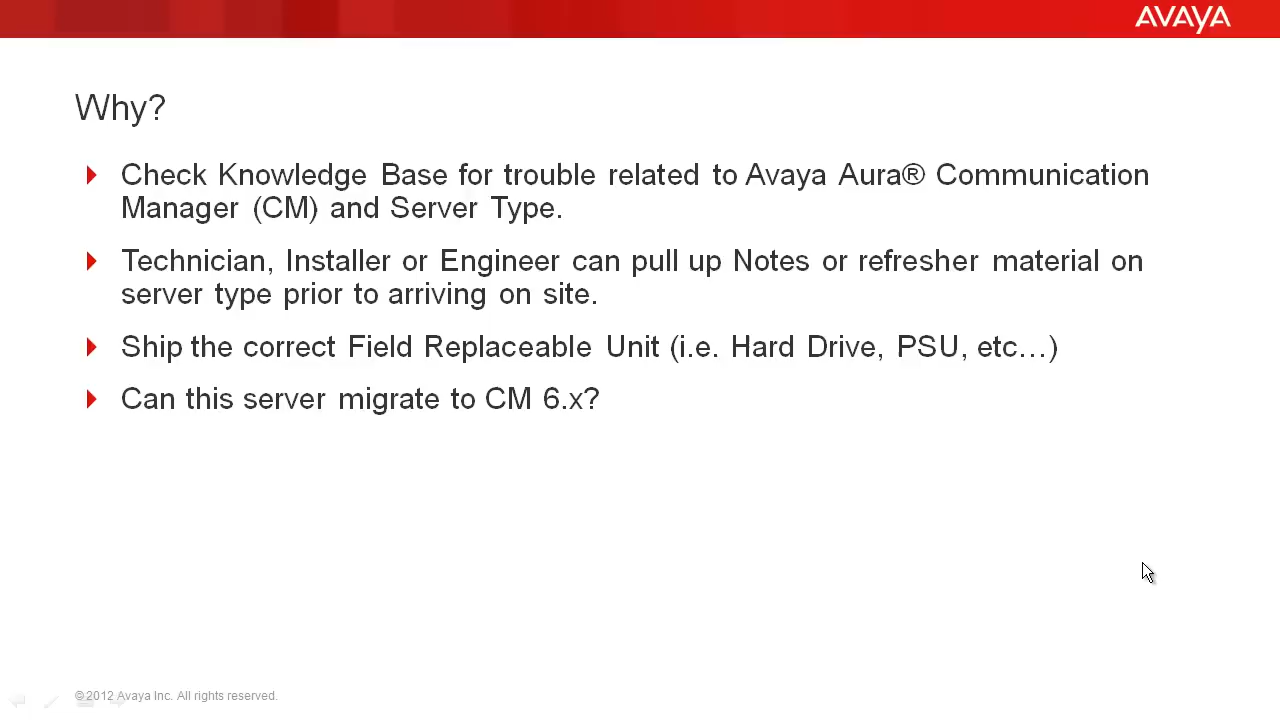 AVAYA
Why?
Check Knowledge Base for trouble related to Avaya Aura® Communication
Manager (CM) and Server Type.
Technician, Installer or Engineer can pull up Notes or refresher material on
server type prior to arriving on site.
Ship the correct Field Replaceable Unit (i.e. Hard Drive, PSU, etc…)
Can this server migrate to CM 6.x?
©2012 Avaya Inc. All rights reserved.